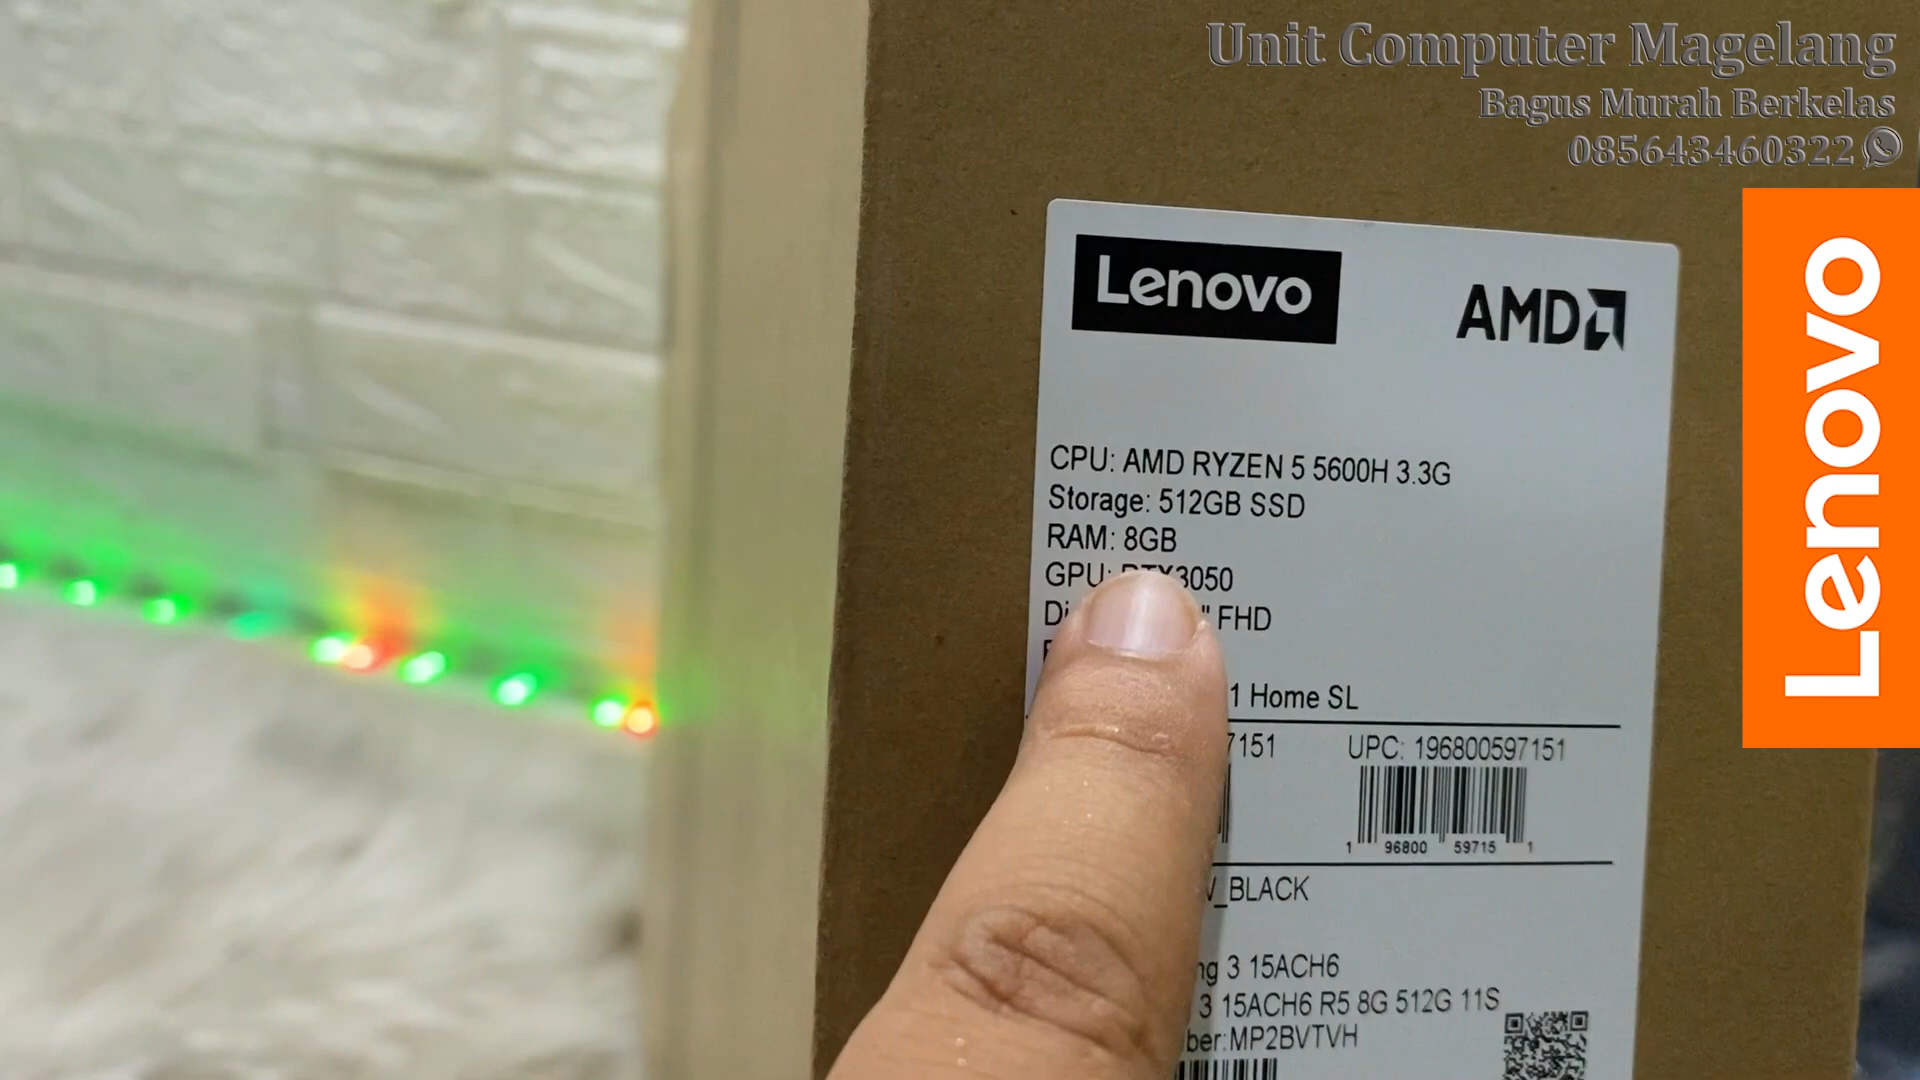 Unit Computer Magelang
Bagus Murah Berkelas
085643460322
Lenovo
AMD
Lenovo
CPU: AMD RYZEN 5 5600H 3.3G
Storage: 512GB SSD
RAM: 8GB
GPU: RTX3050
FHD
1 Home SL
7151
UPC: 196800597151
1 96800 59715 1
_BLACK
3 15ACH6
3 15ACH6 R5 8G 512G 11S
ber:MP2BVTVH